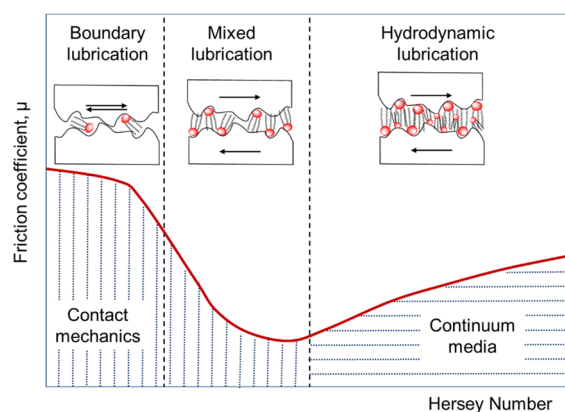 Boundary
lubrication
Mixed
lubrication
Hydrodynamic
lubrication
Friction coefficient, μ
Contact
mechanics
Continuum
media
Hersey Number